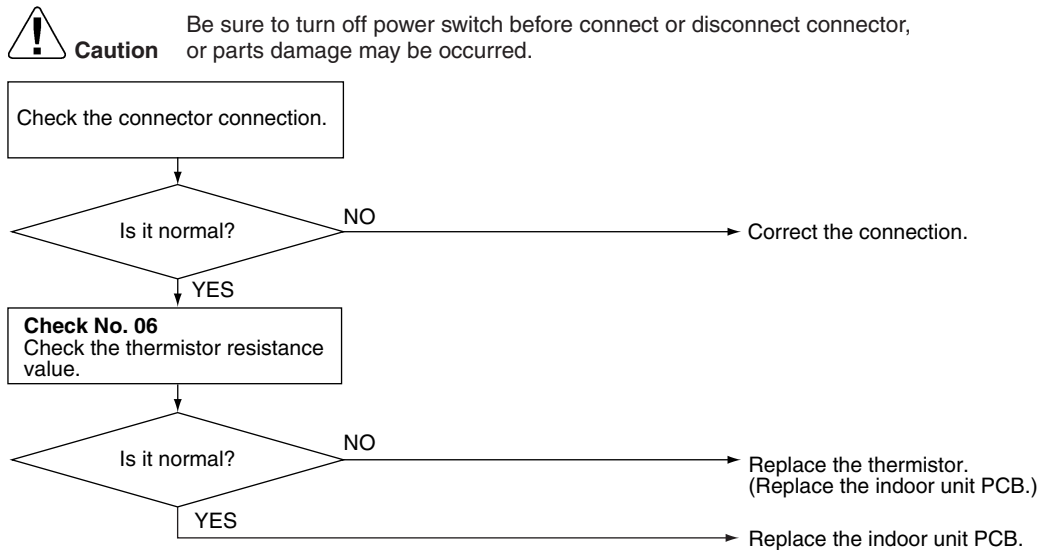 Be sure to turn off power switch before connect or disconnect connector,
Caution or parts damage may be occurred.
Check the connector connection.
Is it normal?
NO
Correct the connection.
YES
Check No. 06
Check the thermistor resistance
value.
Is it normal?
NO
Replace the thermistor.
(Replace the indoor unit PCB.)
YES
Replace the indoor unit PCB.